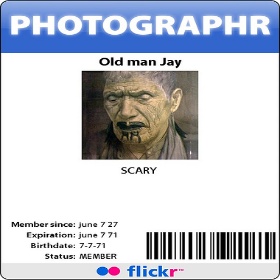 PHOTOGRAPHR
Old man Jay
SCARY
Member since: june 7 27
Expiration: june 7 71
Birthdate: 7-7-71
Status: MEMBER
flickr™